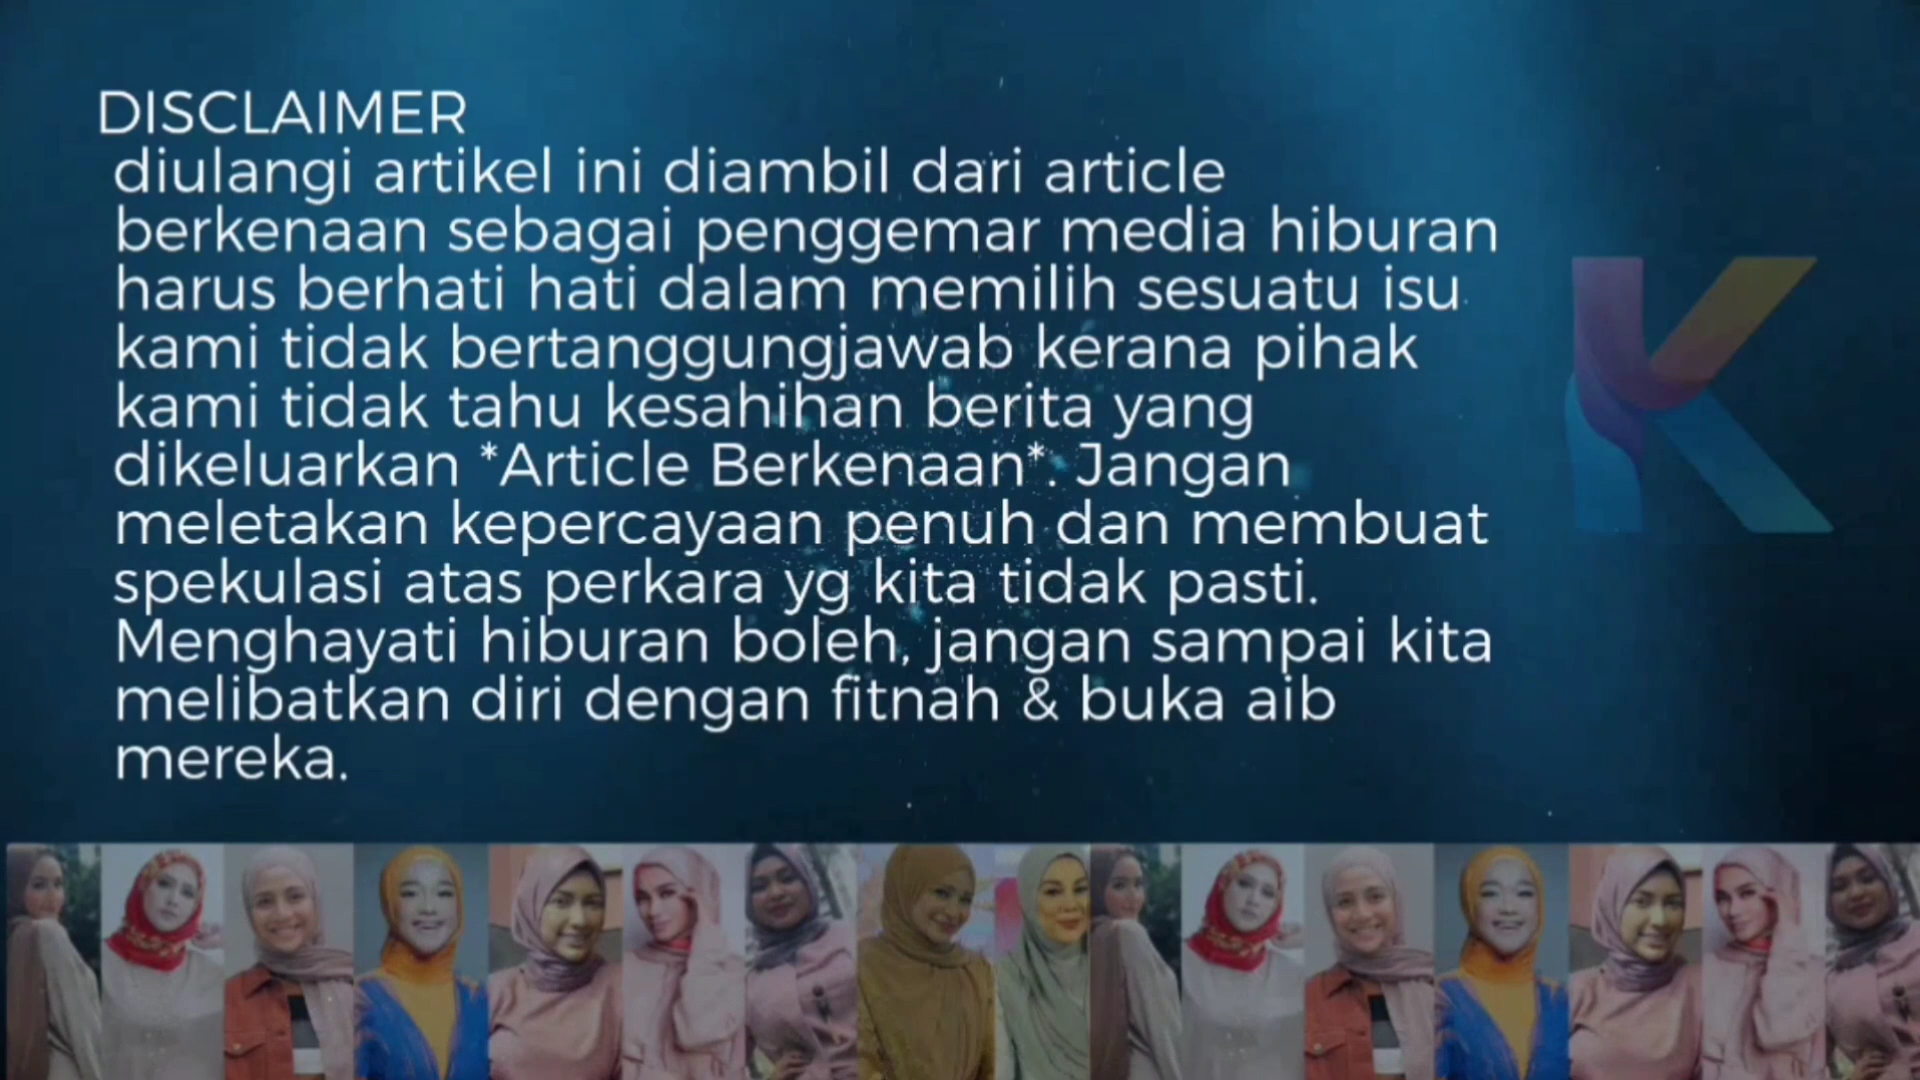 DISCLAIMER
diulangi artikel ini diambil dari article
berkenaan sebagai penggemar media hiburan
harus berhati hati dalam memilih sesuatu isu
kami tidak bertanggungjawab kerana pihak
kami tidak tahu kesahihan berita yang
dikeluarkan *Article Berkenaan*. Jangan
meletakan kepercayaan penuh dan membuat
spekulasi atas perkara yg kita tidak pasti.
Menghayati hiburan boleh, jangan sampai kita
melibatkan diri dengan fitnah & buka aib
mereka.
K